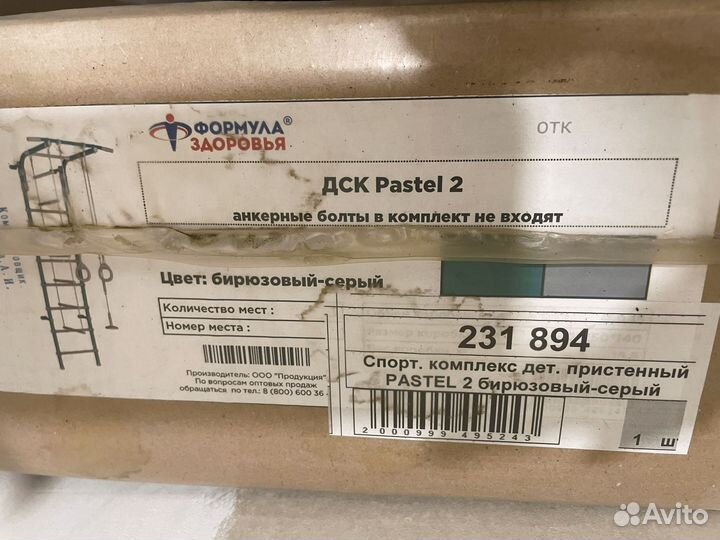 ФОРМУЛА®
ЗДОРОВЬЯ
ОТК
ДСК Pastel 2
анкерные болты в комплект не входят
Цвет: бирюзовый-серый
Количество мест :
Номер места :
Производитель: ООО "Продукция"
По вопросам оптовых продаж
обращаться по тел.: 8 (800) 600 36
231 894
Спорт. комплекс дет. пристенный
PASTEL 2 бирюзовый-серый
2 000999 495243
1 ш
Avito